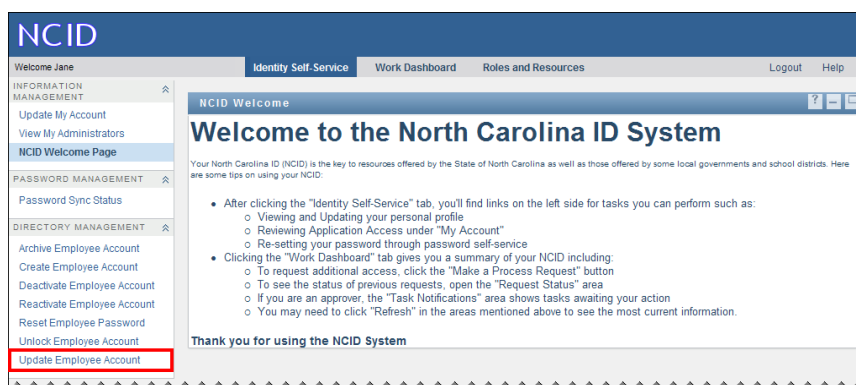 NCID
Welcome Jane
Identity Self-Service
Work Dashboard
Roles and Resources
Logout
Help
INFORMATION
MANAGEMENT
Update My Account
View My Administrators
NCID Welcome Page
PASSWORD MANAGEMENT
Password Sync Status
DIRECTORY MANAGEMENT
Archive Employee Account
Create Employee Account
Deactivate Employee Account
Reactivate Employee Account
Reset Employee Password
Unlock Employee Account
Update Employee Account
NCID Welcome
?
Welcome to the North Carolina ID System
Your North Carolina ID (NCID) is the key to resources offered by the State of North Carolina as well as those offered by some local governments and school districts. Here
are some tips on using your NCID:
• After clicking the "Identity Self-Service" tab, you'll find links on the left side for tasks you can perform such as:
o Viewing and Updating your personal profile
o Reviewing Application Access under "My Account"
o Re-setting your password through password self-service
• Clicking the "Work Dashboard" tab gives you a summary of your NCID including:
o To request additional access, click the "Make a Process Request" button
o To see the status of previous requests, open the "Request Status" area
o If you are an approver, the "Task Notifications" area shows tasks awaiting your action
o You may need to click "Refresh" in the areas mentioned above to see the most current information.
Thank you for using the NCID System